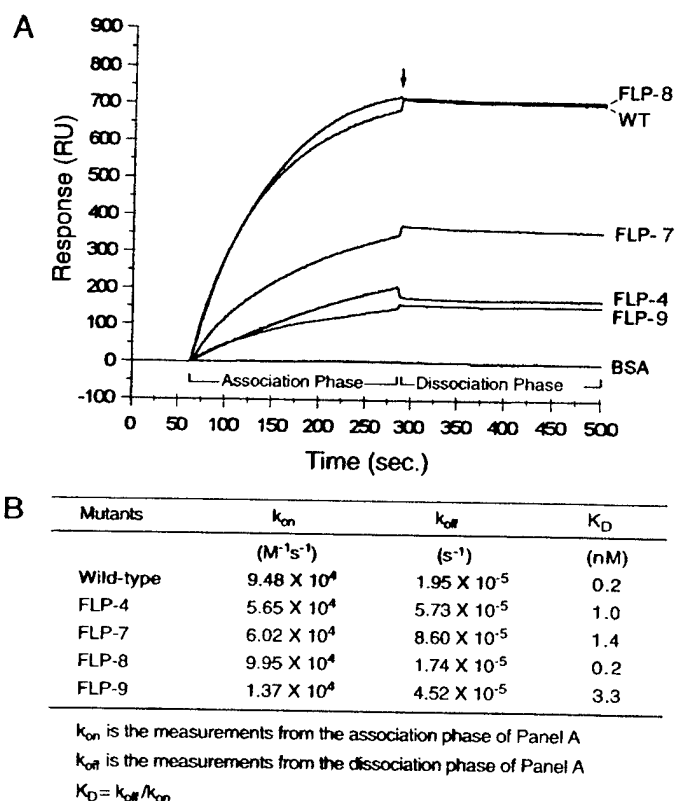 A
900
800
700
600
500
400
300
200
100
0
-100
Response (RU)
FLP-8
WT
FLP-7
FLP-4
FLP-9
BSA
Association Phase
Dissociation Phase
0 50 100 150 200 250 300 350 400 450 500
Time (sec.)
B
Mutants kon koff KD
(M⁻¹s⁻¹) (s⁻¹) (nM)
Wild-type 9.48 X 10⁴ 1.95 X 10⁻⁵ 0.2
FLP-4 5.65 X 10⁴ 5.73 X 10⁻⁵ 1.0
FLP-7 6.02 X 10⁴ 8.60 X 10⁻⁵ 1.4
FLP-8 9.95 X 10⁴ 1.74 X 10⁻⁵ 0.2
FLP-9 1.37 X 10⁴ 4.52 X 10⁻⁵ 3.3
kon is the measurements from the association phase of Panel A
koff is the measurements from the dissociation phase of Panel A
KD = koff/kon